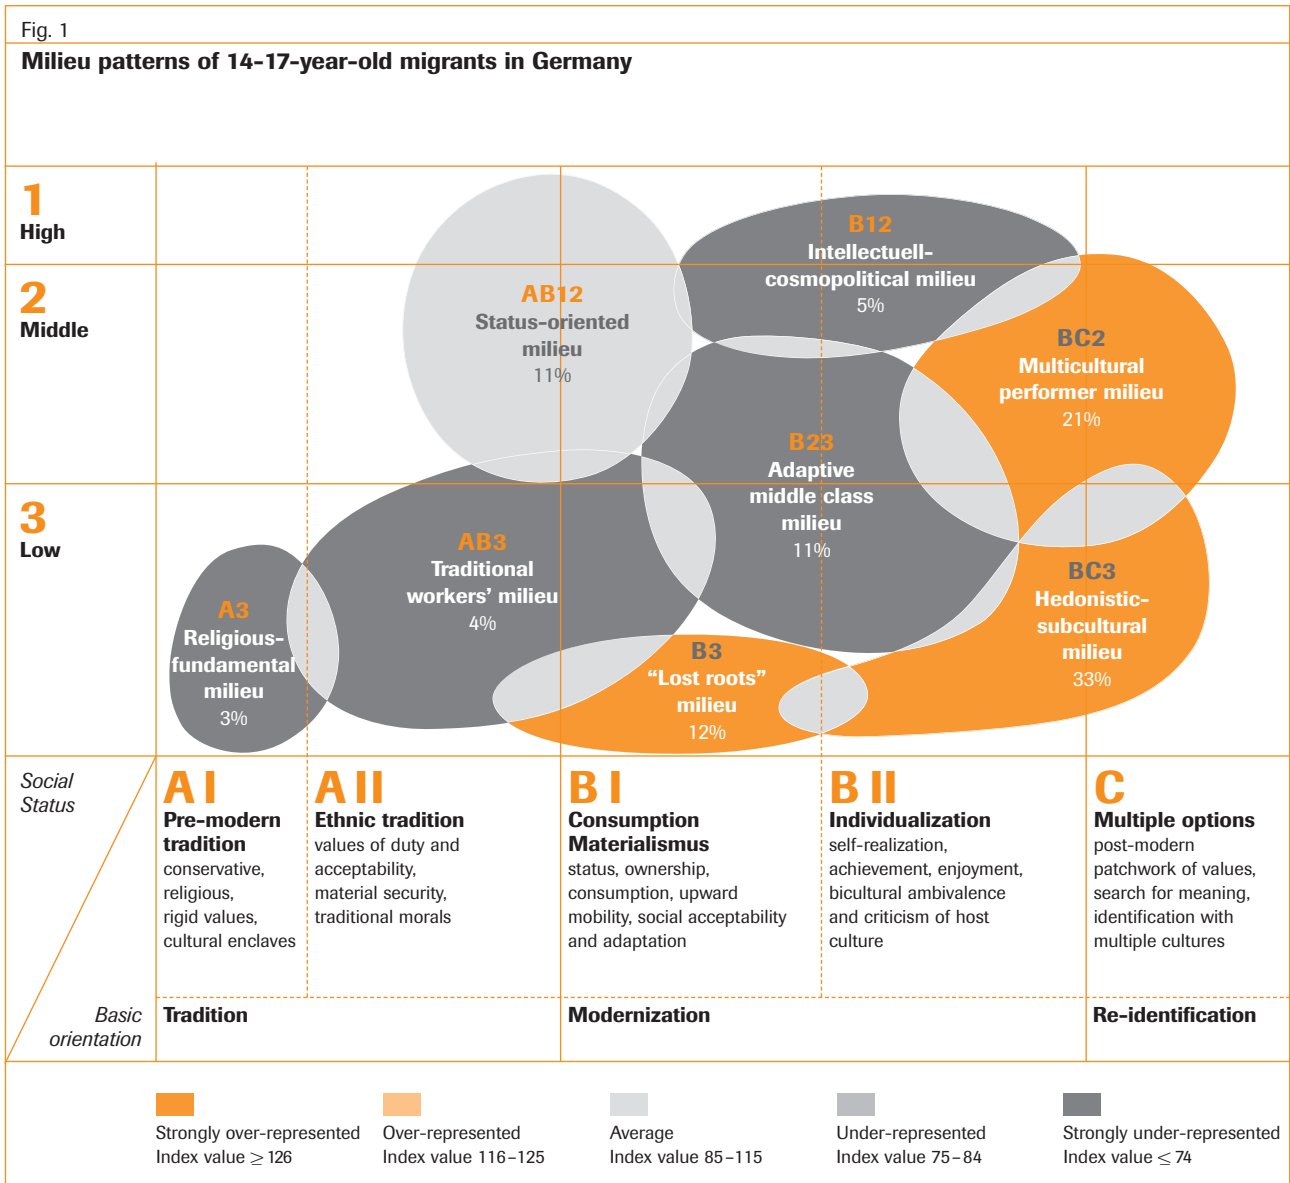 Fig. 1
Milieu patterns of 14-17-year-old migrants in Germany
1
High
2
Middle
3
Low
AB12
Status-oriented
milieu
11%
B12
Intellectuell-
cosmopolitical milieu
5%
BC2
Multicultural
performer milieu
21%
B23
Adaptive
middle class
milieu
11%
AB3
Traditional
workers’ milieu
4%
A3
Religious-
fundamental
milieu
3%
B3
“Lost roots”
milieu
12%
BC3
Hedonistic-
subcultural
milieu
33%
Social
Status
A I
Pre-modern
tradition
conservative,
religious,
rigid values,
cultural enclaves
A II
Ethnic tradition
values of duty and
acceptability,
material security,
traditional morals
B I
Consumption
Materialismus
status, ownership,
consumption, upward
mobility, social acceptability
and adaptation
B II
Individualization
self-realization,
achievement, enjoyment,
bicultural ambivalence
and criticism of host
culture
C
Multiple options
post-modern
patchwork of values,
search for meaning,
identification with
multiple cultures
Basic
orientation
Tradition
Modernization
Re-identification
Strongly over-represented
Index value ≥ 126
Over-represented
Index value 116–125
Average
Index value 85–115
Under-represented
Index value 75–84
Strongly under-represented
Index value ≤ 74